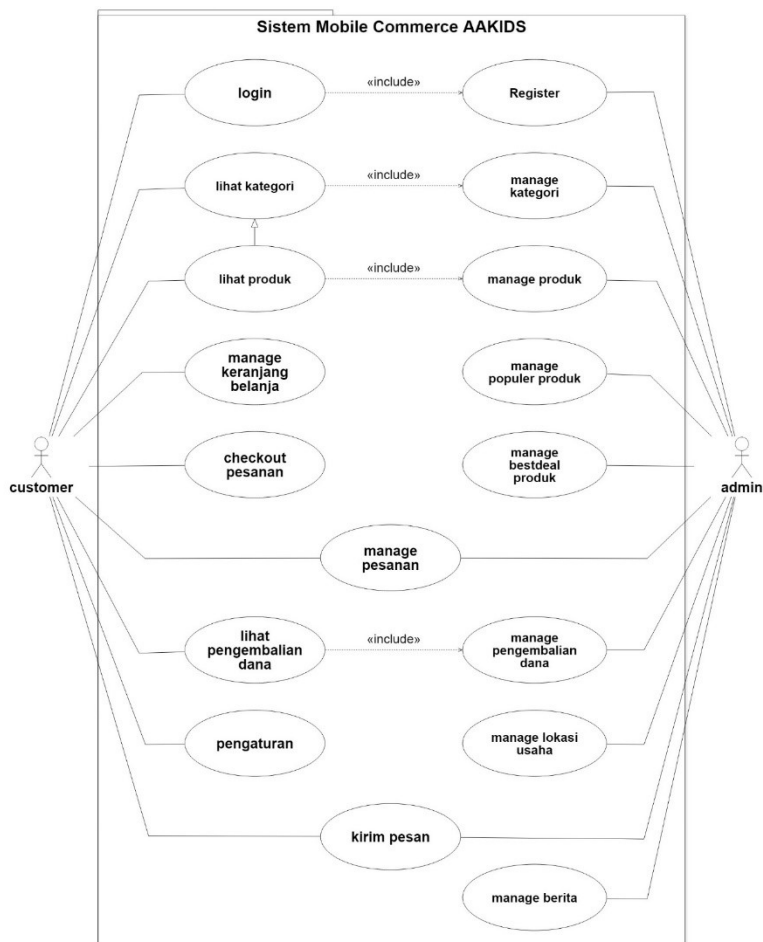 Sistem Mobile Commerce AAKIDS
login
«include»
Register
lihat kategori
«include»
manage
kategori
lihat produk
«include»
manage produk
manage
keranjang
belanja
manage
populer produk
customer
checkout
pesanan
manage
bestdeal
produk
admin
manage
pesanan
lihat
pengembalian
dana
«include»
manage
pengembalian
dana
pengaturan
manage lokasi
usaha
kirim pesan
manage berita